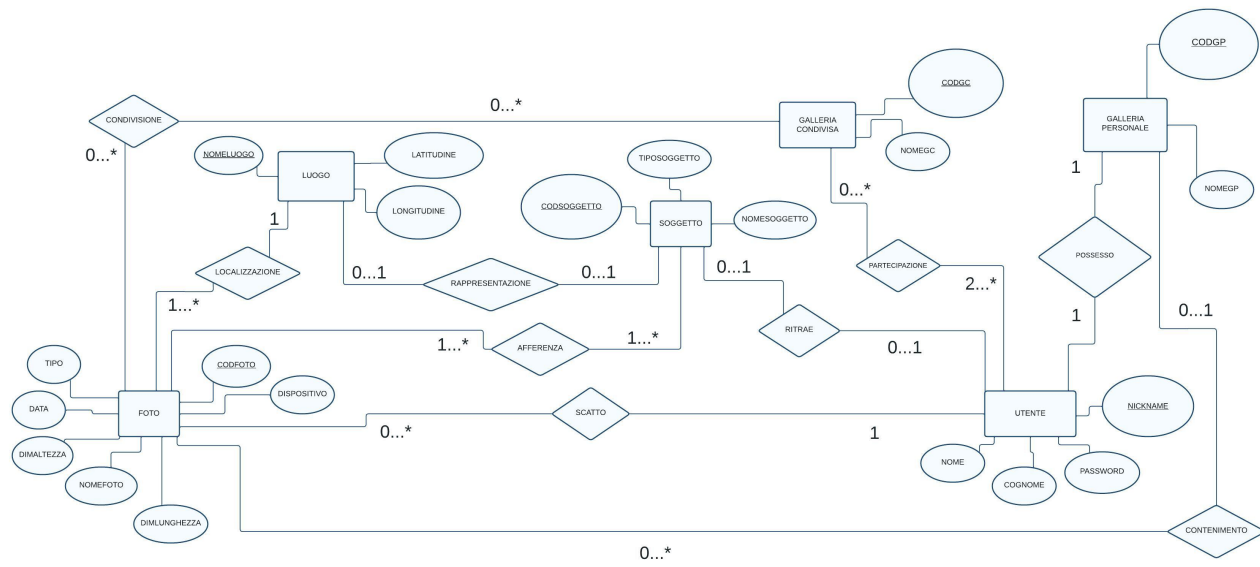 CODGP
CODGC
GALLERIA
PERSONALE
0...*
CONDIVISIONE
GALLERIA
CONDIVISA
NOMEGC
0...*
NOMELUOGO
LATITUDINE
LUOGO
TIPOSOGGETTO
1
0...*
NOMEGP
LONGITUDINE
CODSOGGETTO
SOGGETTO
NOMESOGGETTO
1
POSSESSO
LOCALIZZAZIONE
0...1
RAPPRESENTAZIONE
0...1
0...1
PARTECIPAZIONE
2...*
1...*
0...1
1
RITRAE
1...*
AFFERENZA
1...*
0...1
TIPO
CODFOTO
DISPOSITIVO
DATA
FOTO
SCATTO
UTENTE
NICKNAME
0...*
1
DIMALTEZZA
NOMEFOTO
NOME
COGNOME
PASSWORD
DIMLUNGHEZZA
CONTENIMENTO
0...*